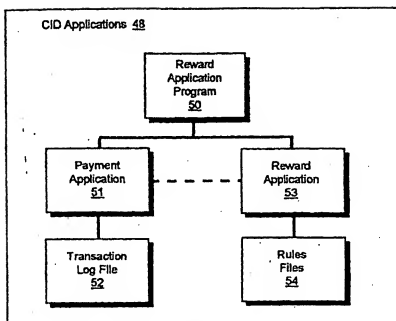 CID Applications 48
Reward
Application
Program
50
Payment
Application
51
Reward
Application
53
Transaction
Log File
52
Rules
Files
54